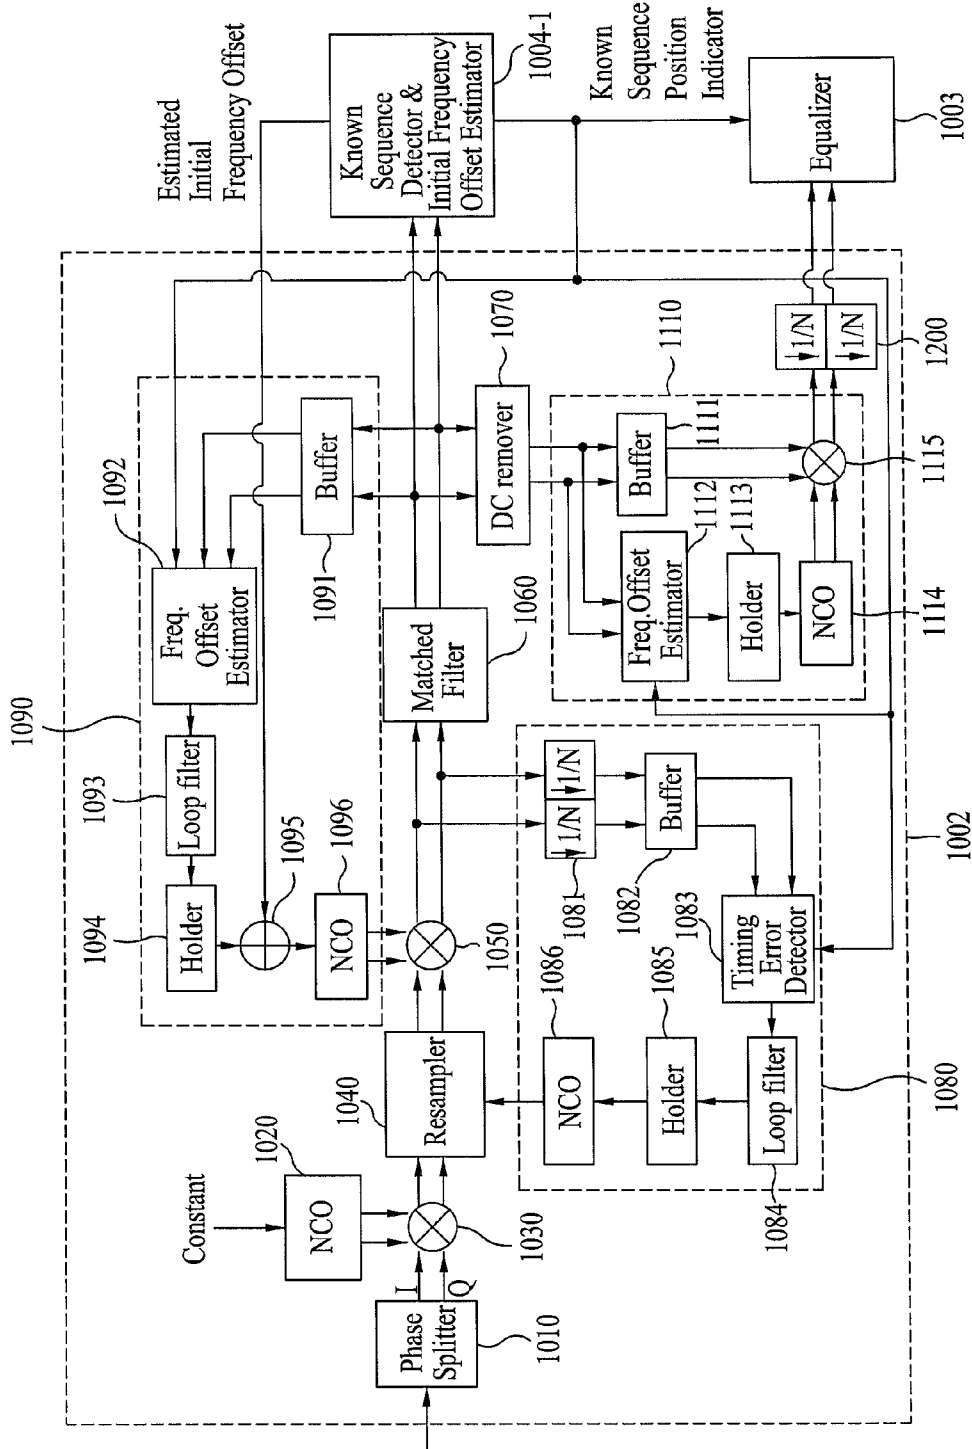 Estimated
Initial
Frequency Offset
Known
Sequence
Detector &
Initial Frequency
Offset Estimator
1004-1
Known
Sequence
Position
Indicator
Equalizer
1003
1090
1092
Freq.
Offset
Estimator
1093
Loop filter
1094
Holder
1095
1096
NCO
Buffer
1091
Constant
1020
NCO
Phase
Splitter
1010
I
Q
1030
1040
Resampler
1050
Matched
Filter
1060
DC remover
1070
1110
Buffer
1111
Freq.Offset
Estimator
1112
Holder
1113
NCO
1114
1115
1/N
1/N
1200
1/N
1/N
1081
Buffer
1082
1083
Timing
Error
Detector
Loop filter
1084
1085
Holder
1086
NCO
1080
1002